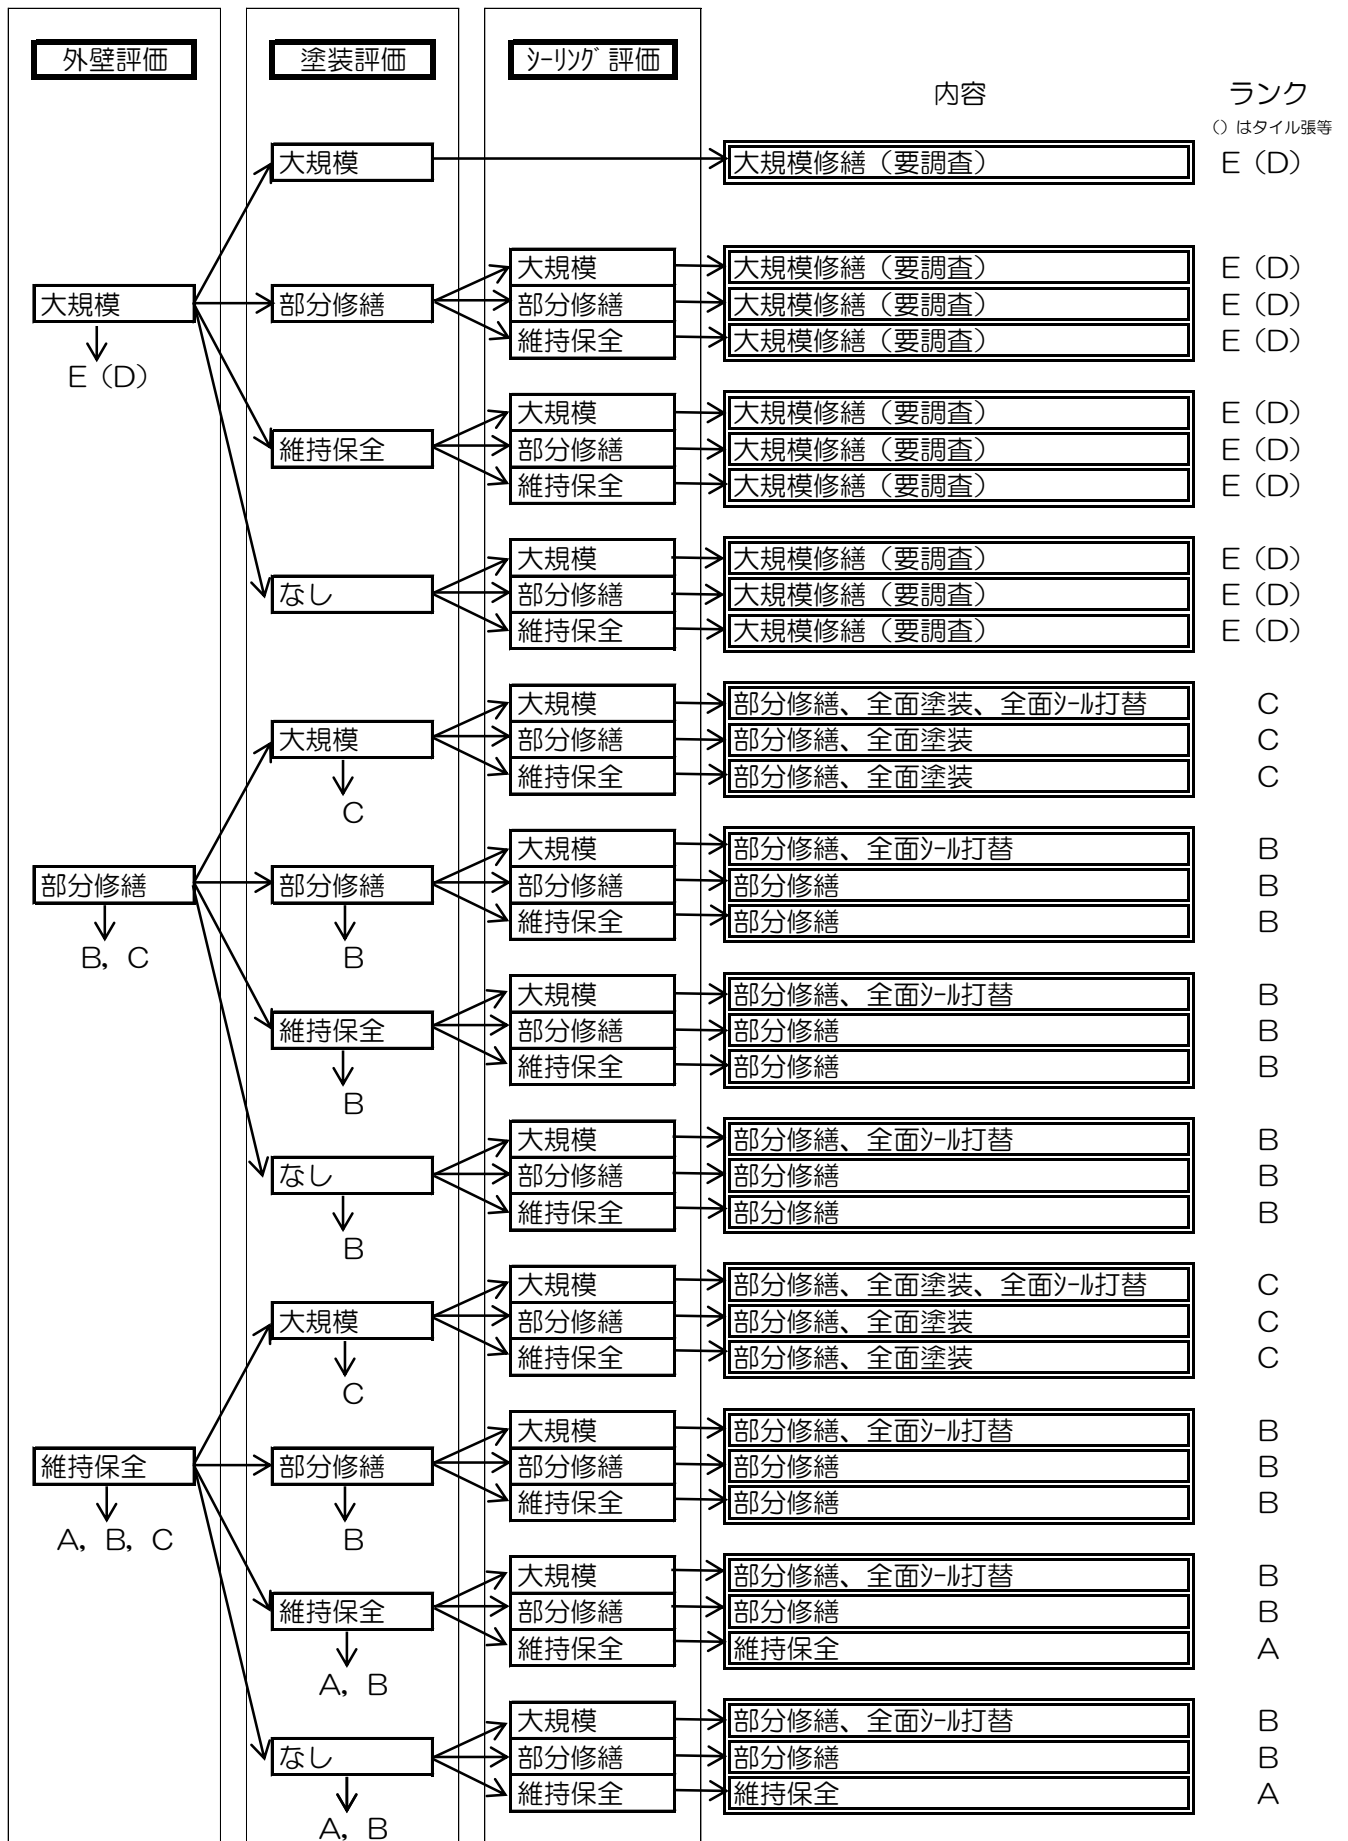 外壁評価 塗装評価 ｼｰﾘﾝｸﾞ評価
内容 ランク
（）はタイル張等
大規模 大規模修繕（要調査） E（D）
大規模 大規模修繕（要調査） E（D）
大規模 部分修繕 部分修繕 大規模修繕（要調査） E（D）
維持保全 大規模修繕（要調査） E（D）
E（D）
大規模 大規模修繕（要調査） E（D）
維持保全 部分修繕 大規模修繕（要調査） E（D）
維持保全 大規模修繕（要調査） E（D）
大規模 大規模修繕（要調査） E（D）
なし 部分修繕 大規模修繕（要調査） E（D）
維持保全 大規模修繕（要調査） E（D）
大規模 部分修繕、全面塗装、全面ｼｰﾙ打替 C
大規模 部分修繕 部分修繕、全面塗装 C
維持保全 部分修繕、全面塗装 C
C
大規模 部分修繕、全面ｼｰﾙ打替 B
部分修繕 部分修繕 部分修繕 部分修繕 B
維持保全 部分修繕 B
B，C B
大規模 部分修繕、全面ｼｰﾙ打替 B
維持保全 部分修繕 部分修繕 B
維持保全 部分修繕 B
B
大規模 部分修繕、全面ｼｰﾙ打替 B
なし 部分修繕 部分修繕 B
維持保全 部分修繕 B
B
大規模 部分修繕、全面塗装、全面ｼｰﾙ打替 C
大規模 部分修繕 部分修繕、全面塗装 C
維持保全 部分修繕、全面塗装 C
C
大規模 部分修繕、全面ｼｰﾙ打替 B
維持保全 部分修繕 部分修繕 部分修繕 B
維持保全 部分修繕 B
A，B，C B
大規模 部分修繕、全面ｼｰﾙ打替 B
維持保全 部分修繕 部分修繕 B
維持保全 維持保全 A
A，B
大規模 部分修繕、全面ｼｰﾙ打替 B
なし 部分修繕 部分修繕 B
維持保全 維持保全 A
A，B